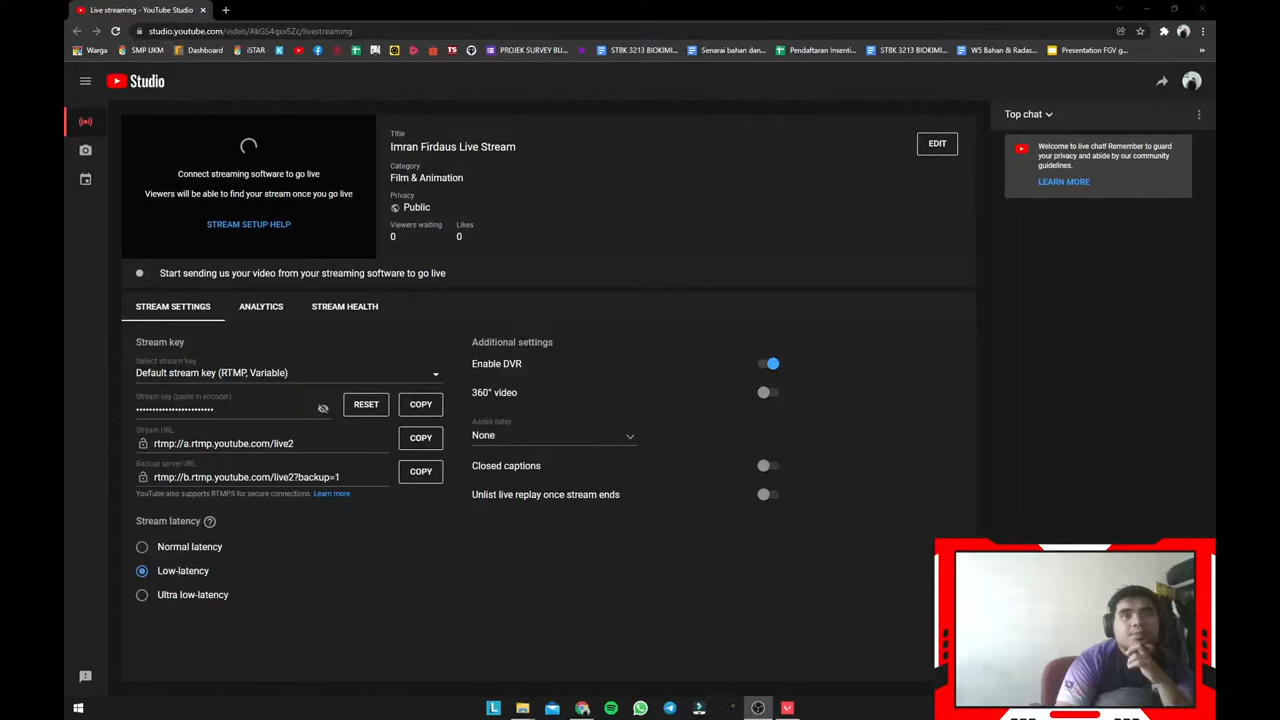 Live streaming - YouTube Studio
studio.youtube.com/video/AkGS4qxx5Zc/livestreaming
Warga
SMP UKM
Dashboard
iSTAR
PROJEK SURVEY BU...
STBK 3213 BIOKIMI...
Senarai bahan dan...
Pendaftaran Insenti...
STBK 3213 BIOKIMI...
W5 Bahan & Radas...
Presentation FGV g...
Studio
Connect streaming software to go live
Viewers will be able to find your stream once you go live
STREAM SETUP HELP
Title
Imran Firdaus Live Stream
Category
Film & Animation
Privacy
Public
Viewers waiting
Likes
0
0
EDIT
Top chat
Welcome to live chat! Remember to guard
your privacy and abide by our community
guidelines.
LEARN MORE
Start sending us your video from your streaming software to go live
STREAM SETTINGS
ANALYTICS
STREAM HEALTH
Stream key
Select stream key
Default stream key (RTMP, Variable)
Stream key (paste in encoder)
RESET
COPY
Stream URL
rtmp://a.rtmp.youtube.com/live2
COPY
Backup server URL
rtmp://b.rtmp.youtube.com/live2?backup=1
COPY
YouTube also supports RTMPS for secure connections. Learn more
Stream latency
Normal latency
Low-latency
Ultra low-latency
Additional settings
Enable DVR
360° video
Added delay
None
Closed captions
Unlist live replay once stream ends